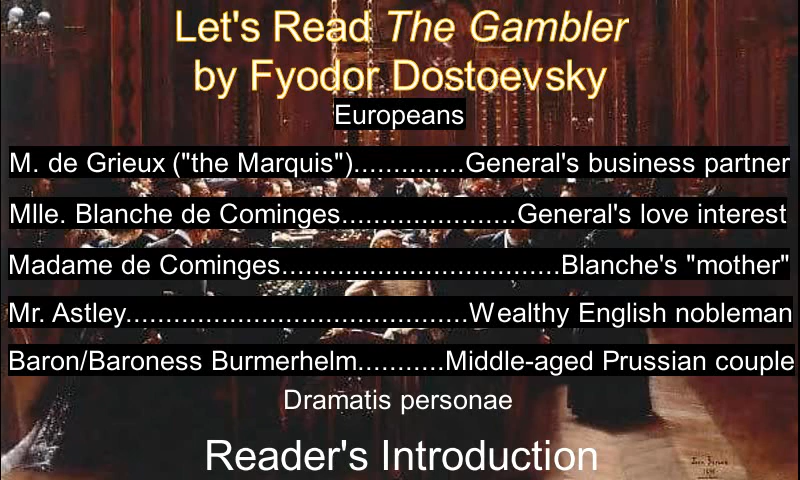 Let's Read The Gambler
by Fyodor Dostoevsky
Europeans
M. de Grieux ("the Marquis")..............General's business partner
Mlle. Blanche de Cominges......................General's love interest
Madame de Cominges...................................Blanche's "mother"
Mr. Astley...........................................Wealthy English nobleman
Baron/Baroness Burmerhelm...........Middle-aged Prussian couple
Dramatis personae
Reader's Introduction